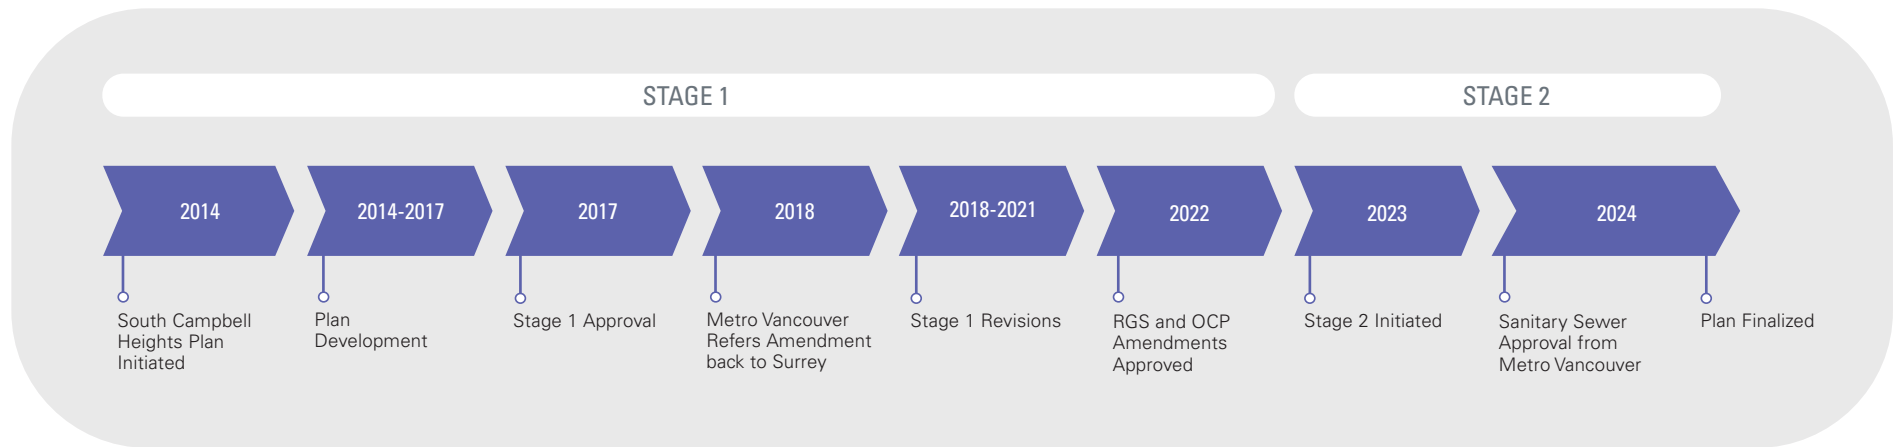 STAGE 1
STAGE 2
2014
2014-2017
2017
2018
2018-2021
2022
2023
2024
South Campbell
Heights Plan
Initiated
Plan
Development
Stage 1 Approval
Metro Vancouver
Refers Amendment
back to Surrey
Stage 1 Revisions
RGS and OCP
Amendments
Approved
Stage 2 Initiated
Sanitary Sewer
Approval from
Metro Vancouver
Plan Finalized